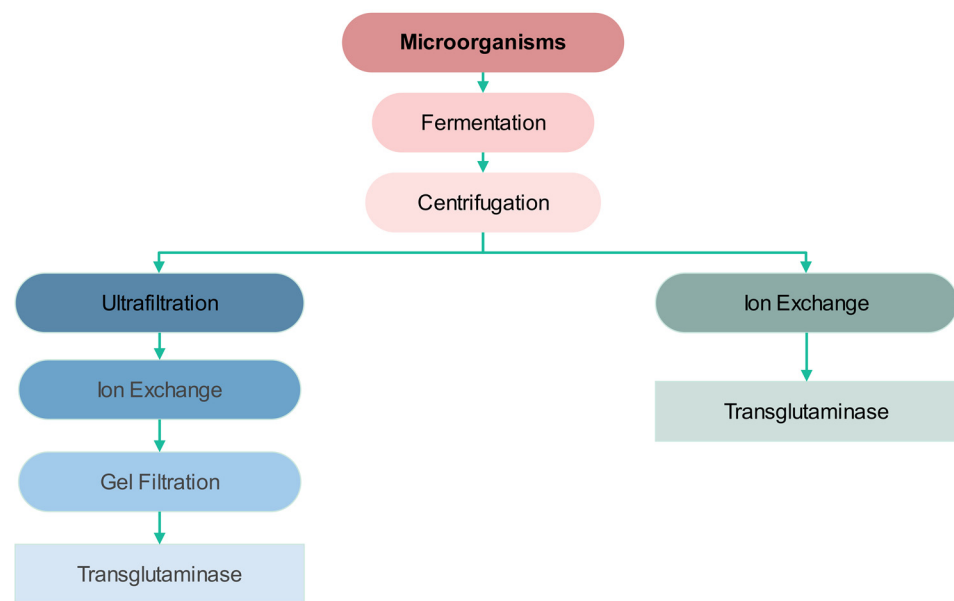 Microorganisms
Fermentation
Centrifugation
Ultrafiltration
Ion Exchange
Ion Exchange
Transglutaminase
Gel Filtration
Transglutaminase